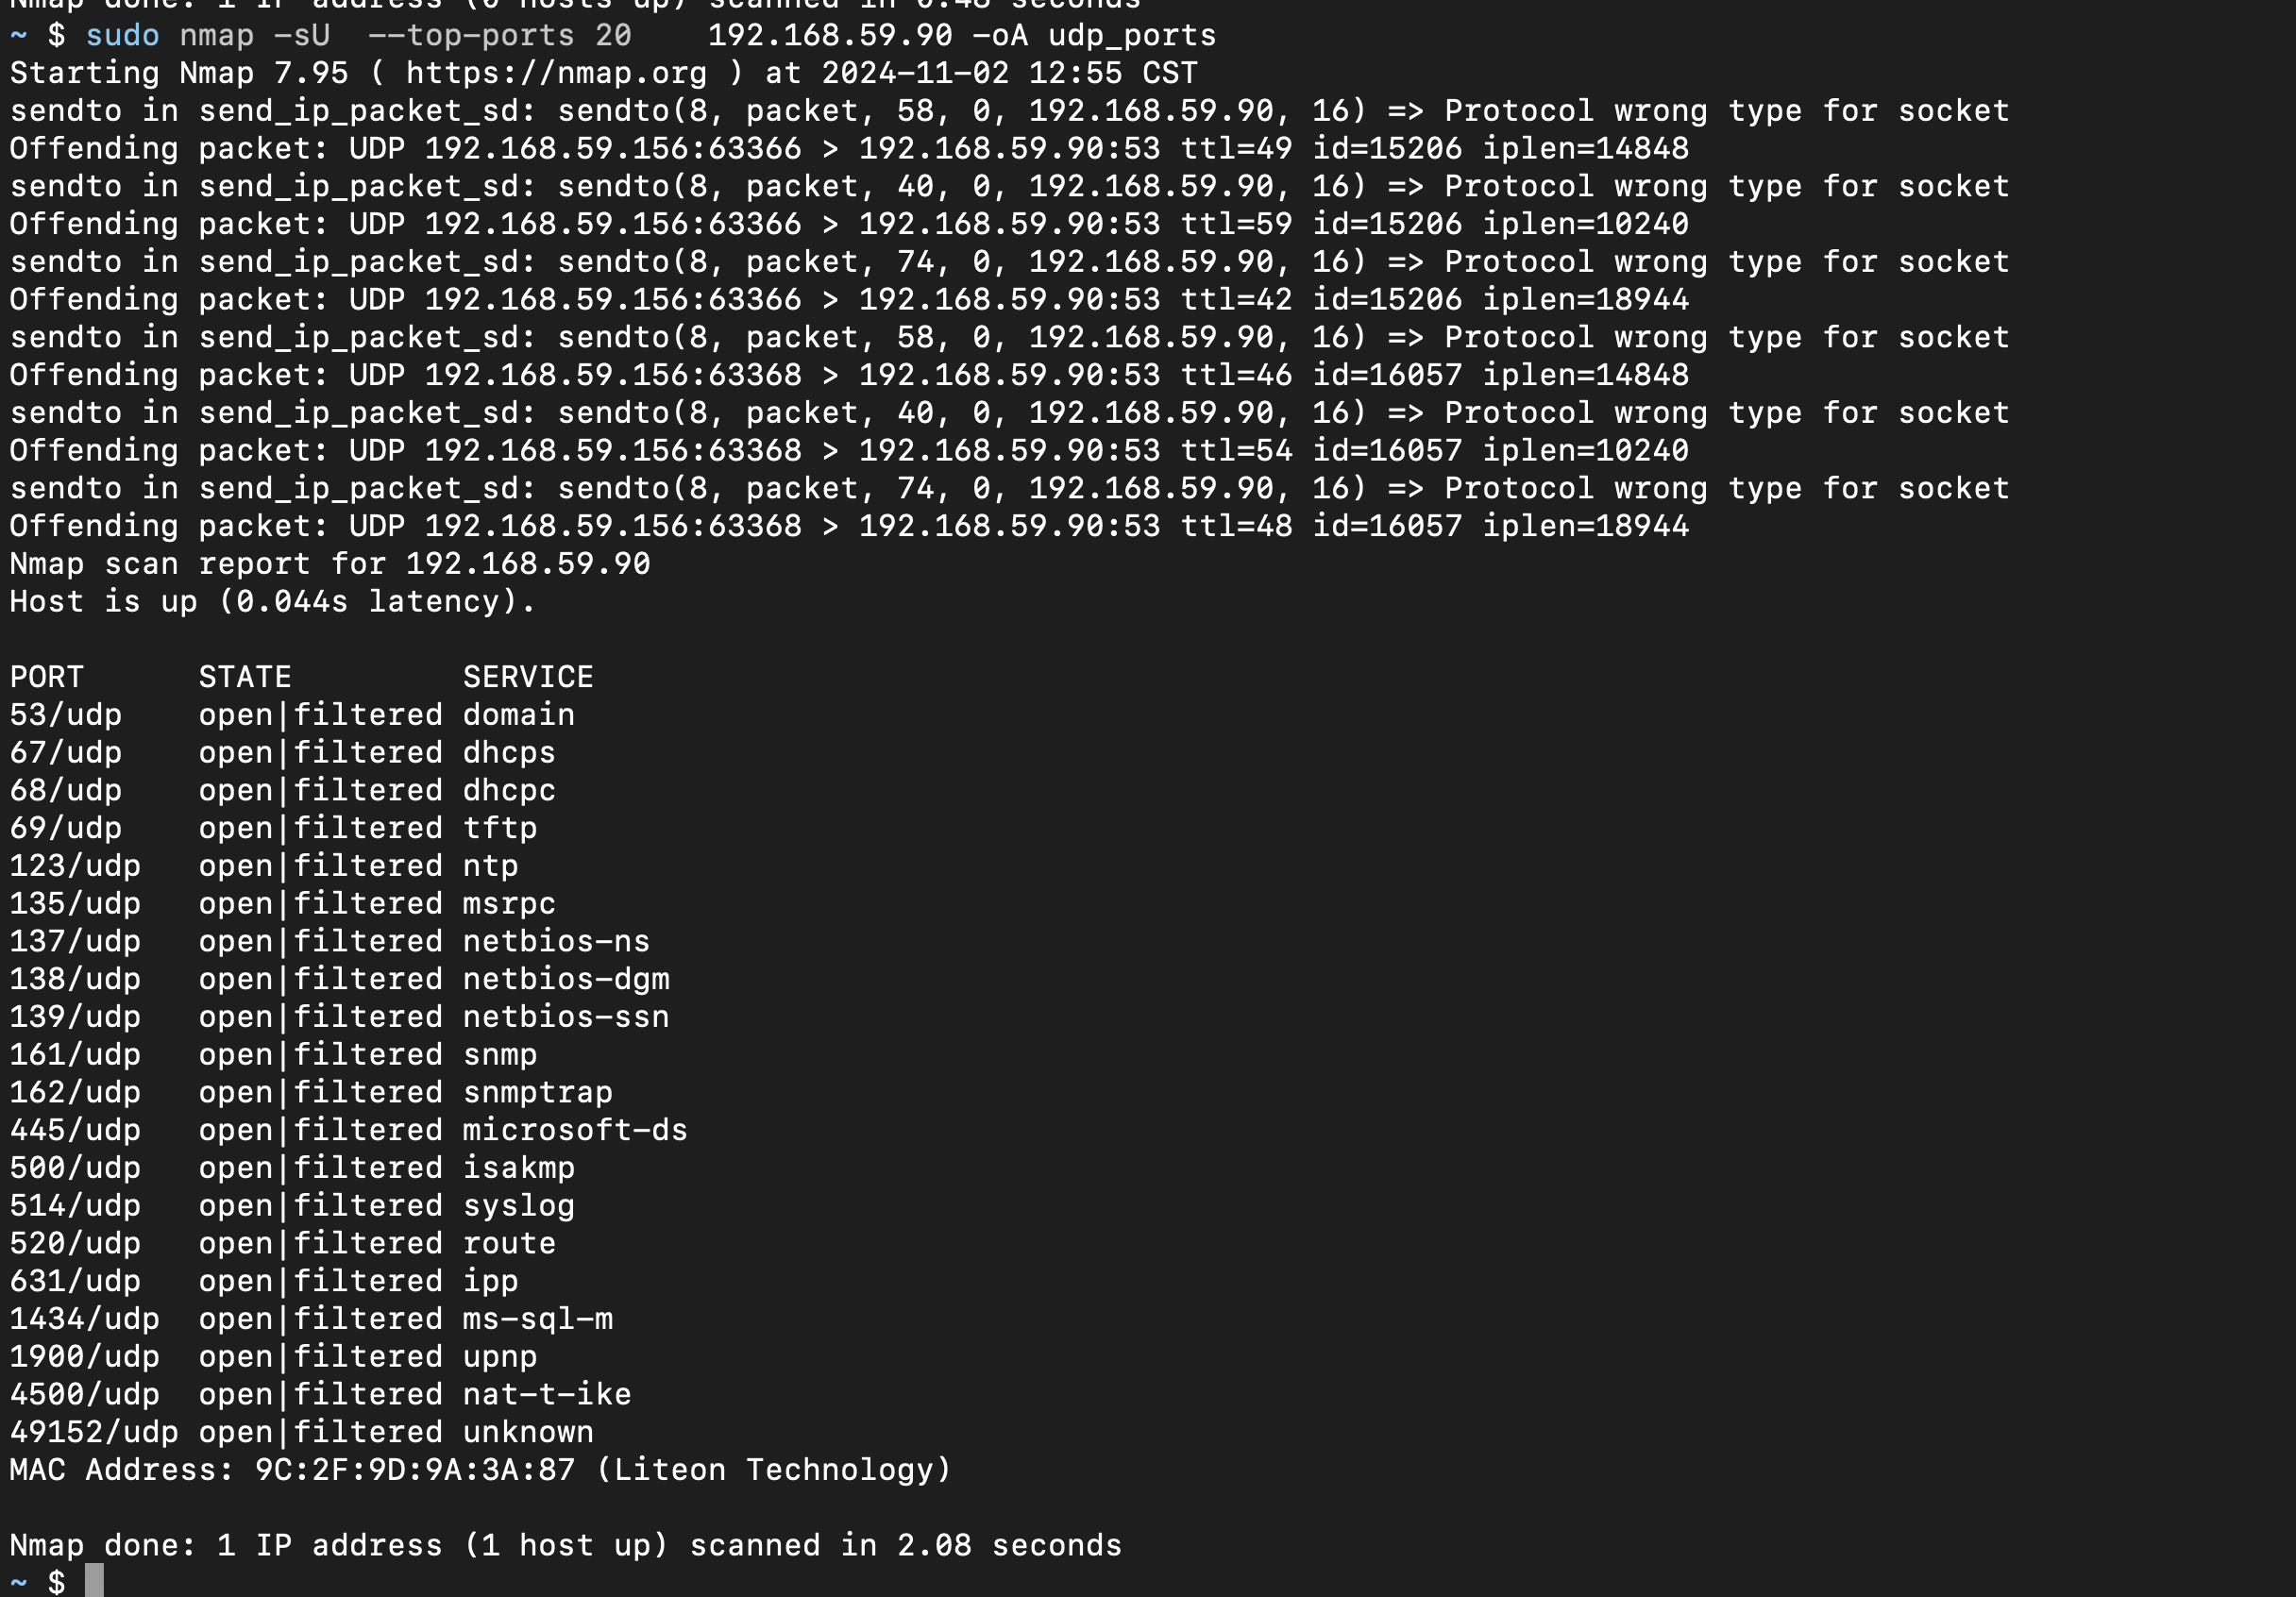 Nmap done: 1 IP address (0 hosts up) scanned in 0.48 seconds
~ $ sudo nmap -sU  --top-ports 20    192.168.59.90 -oA udp_ports
Starting Nmap 7.95 ( https://nmap.org ) at 2024-11-02 12:55 CST
sendto in send_ip_packet_sd: sendto(8, packet, 58, 0, 192.168.59.90, 16) => Protocol wrong type for socket
Offending packet: UDP 192.168.59.156:63366 > 192.168.59.90:53 ttl=49 id=15206 iplen=14848
sendto in send_ip_packet_sd: sendto(8, packet, 40, 0, 192.168.59.90, 16) => Protocol wrong type for socket
Offending packet: UDP 192.168.59.156:63366 > 192.168.59.90:53 ttl=59 id=15206 iplen=10240
sendto in send_ip_packet_sd: sendto(8, packet, 74, 0, 192.168.59.90, 16) => Protocol wrong type for socket
Offending packet: UDP 192.168.59.156:63366 > 192.168.59.90:53 ttl=42 id=15206 iplen=18944
sendto in send_ip_packet_sd: sendto(8, packet, 58, 0, 192.168.59.90, 16) => Protocol wrong type for socket
Offending packet: UDP 192.168.59.156:63368 > 192.168.59.90:53 ttl=46 id=16057 iplen=14848
sendto in send_ip_packet_sd: sendto(8, packet, 40, 0, 192.168.59.90, 16) => Protocol wrong type for socket
Offending packet: UDP 192.168.59.156:63368 > 192.168.59.90:53 ttl=54 id=16057 iplen=10240
sendto in send_ip_packet_sd: sendto(8, packet, 74, 0, 192.168.59.90, 16) => Protocol wrong type for socket
Offending packet: UDP 192.168.59.156:63368 > 192.168.59.90:53 ttl=48 id=16057 iplen=18944
Nmap scan report for 192.168.59.90
Host is up (0.044s latency).

PORT      STATE         SERVICE
53/udp    open|filtered domain
67/udp    open|filtered dhcps
68/udp    open|filtered dhcpc
69/udp    open|filtered tftp
123/udp   open|filtered ntp
135/udp   open|filtered msrpc
137/udp   open|filtered netbios-ns
138/udp   open|filtered netbios-dgm
139/udp   open|filtered netbios-ssn
161/udp   open|filtered snmp
162/udp   open|filtered snmptrap
445/udp   open|filtered microsoft-ds
500/udp   open|filtered isakmp
514/udp   open|filtered syslog
520/udp   open|filtered route
631/udp   open|filtered ipp
1434/udp  open|filtered ms-sql-m
1900/udp  open|filtered upnp
4500/udp  open|filtered nat-t-ike
49152/udp open|filtered unknown
MAC Address: 9C:2F:9D:9A:3A:87 (Liteon Technology)

Nmap done: 1 IP address (1 host up) scanned in 2.08 seconds
~ $